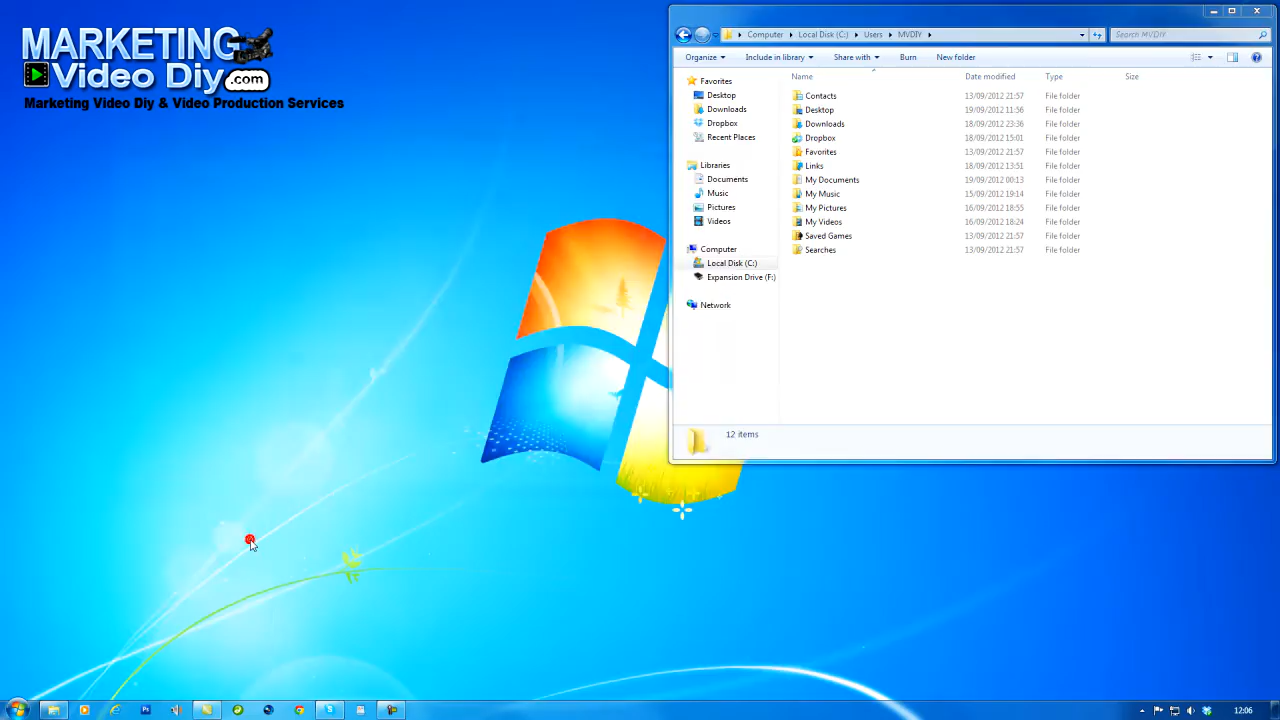 MARKETING
Video Diy .com
Marketing Video Diy & Video Production Services
Computer Local Disk (C:) Users MVDIY
Search MVDIY
Organize Include in library Share with Burn New folder
Name Date modified Type Size
Favorites
Desktop
Downloads
Dropbox
Recent Places
Libraries
Documents
Music
Pictures
Videos
Computer
Local Disk (C:)
Expansion Drive (F:)
Network
Contacts 13/09/2012 21:57 File folder
Desktop 19/09/2012 11:56 File folder
Downloads 18/09/2012 23:36 File folder
Dropbox 18/09/2012 15:01 File folder
Favorites 13/09/2012 21:57 File folder
Links 18/09/2012 13:51 File folder
My Documents 19/09/2012 00:13 File folder
My Music 15/09/2012 19:14 File folder
My Pictures 16/09/2012 18:55 File folder
My Videos 16/09/2012 18:24 File folder
Saved Games 13/09/2012 21:57 File folder
Searches 13/09/2012 21:57 File folder
12 items
12:06